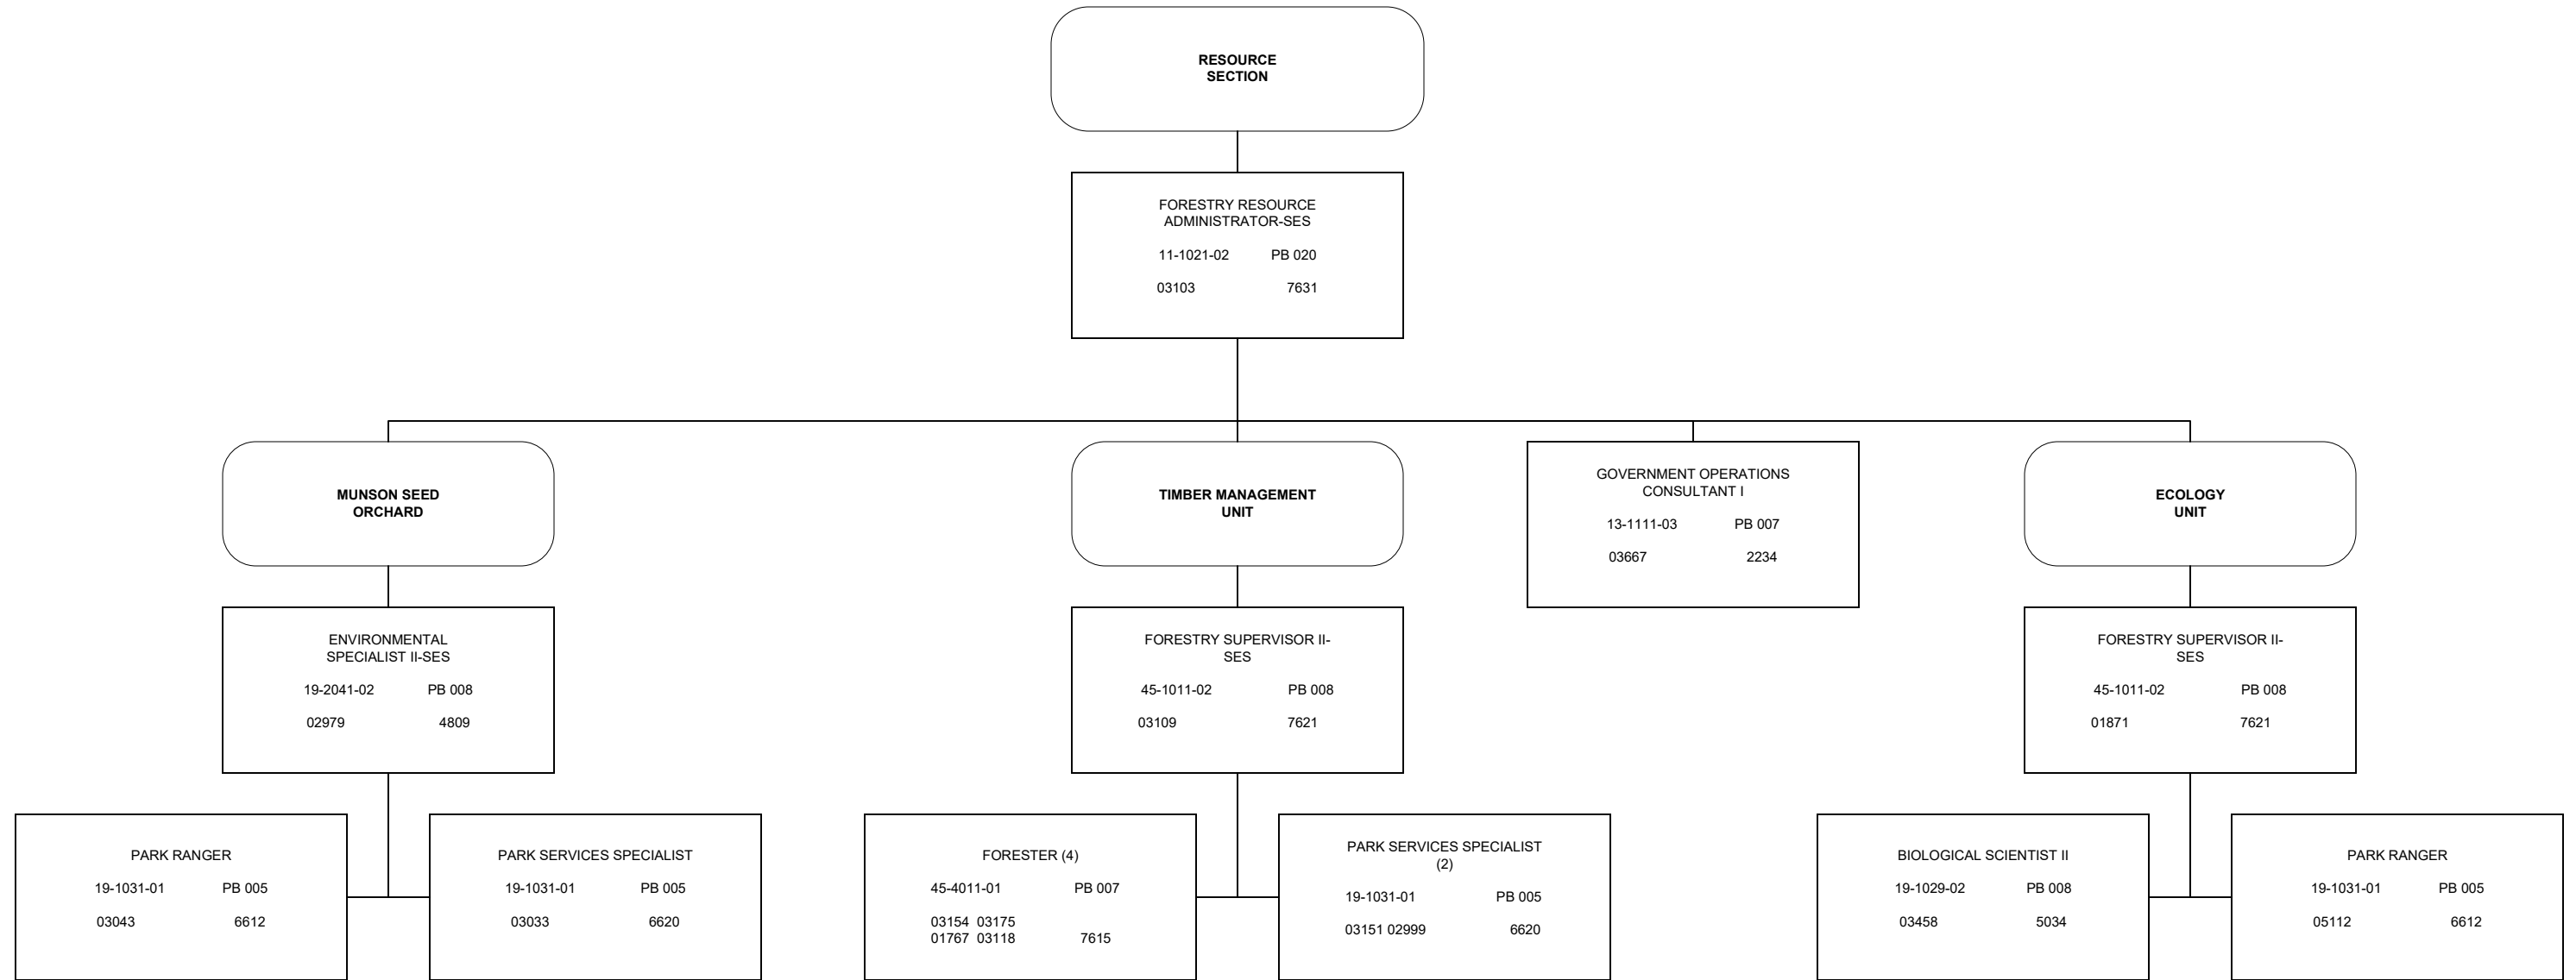 RESOURCE
SECTION
FORESTRY RESOURCE
ADMINISTRATOR-SES
11-1021-02 PB 020
03103 7631
MUNSON SEED
ORCHARD
TIMBER MANAGEMENT
UNIT
GOVERNMENT OPERATIONS
CONSULTANT I
13-1111-03 PB 007
03667 2234
ECOLOGY
UNIT
ENVIRONMENTAL
SPECIALIST II-SES
19-2041-02 PB 008
02979 4809
FORESTRY SUPERVISOR II-
SES
45-1011-02 PB 008
03109 7621
FORESTRY SUPERVISOR II-
SES
45-1011-02 PB 008
01871 7621
PARK RANGER
19-1031-01 PB 005
03043 6612
PARK SERVICES SPECIALIST
19-1031-01 PB 005
03033 6620
FORESTER (4)
45-4011-01 PB 007
03154 03175
01767 03118 7615
PARK SERVICES SPECIALIST
(2)
19-1031-01 PB 005
03151 02999 6620
BIOLOGICAL SCIENTIST II
19-1029-02 PB 008
03458 5034
PARK RANGER
19-1031-01 PB 005
05112 6612